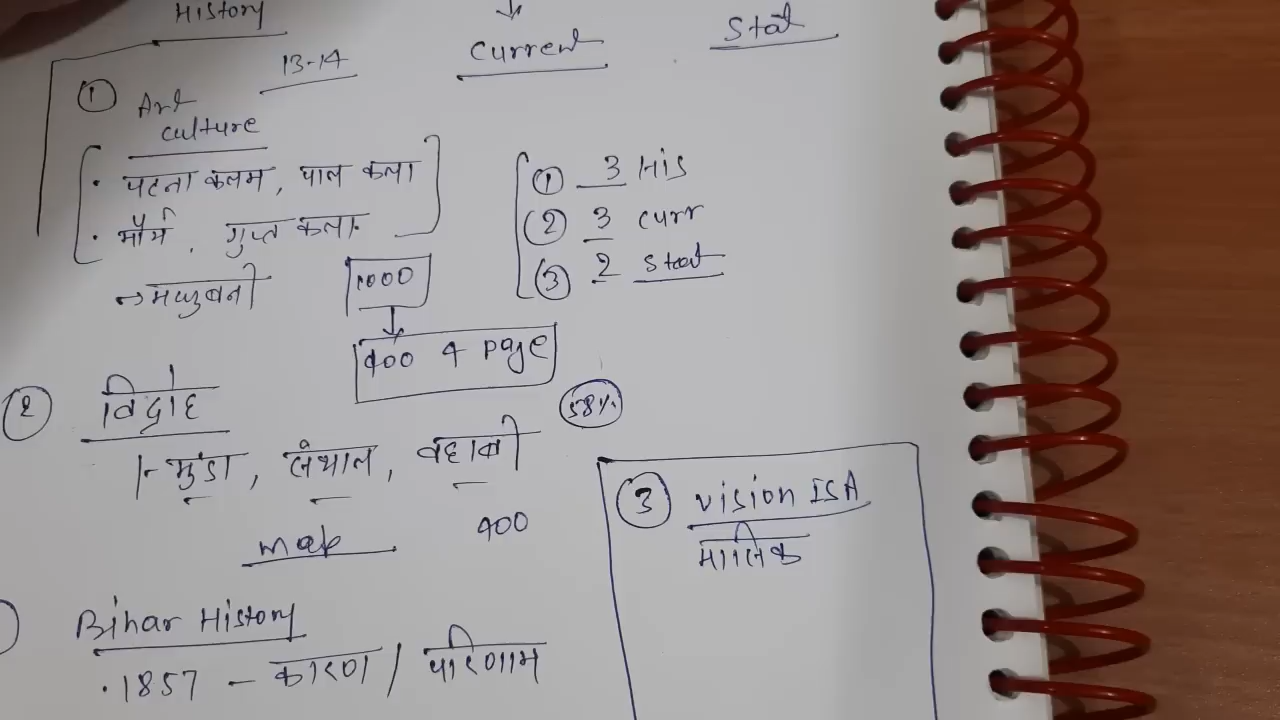 History
Current
Stat
13-14
① Art
culture
· पटना कलम, पाल कला
· मौर्य, गुप्त कला
→ मधुबनी
① 3 His
② 3 curr
③ 2 Stat
1000
400 4 page
② विद्रोह
58%
|- मुंडा, संथाल, वहाबी
map
400
③ vision ISA
मासिक
Bihar History
· 1857 - कारण / परिणाम